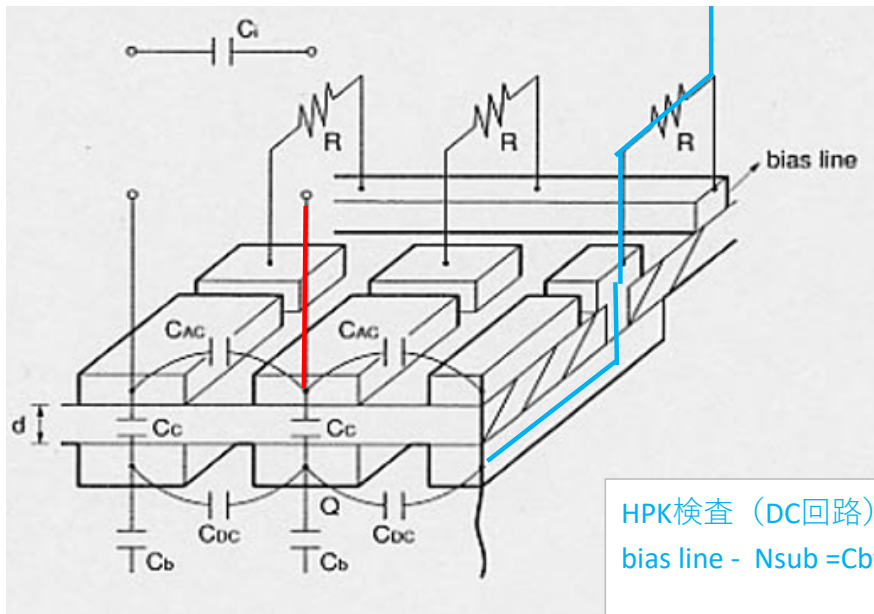 Ci
R
R
R
bias line
CAC
CAC
d
Cc
Cc
Q
CDC
CDC
Cb
Cb
HPK検査（DC回路）
bias line - Nsub =Cb